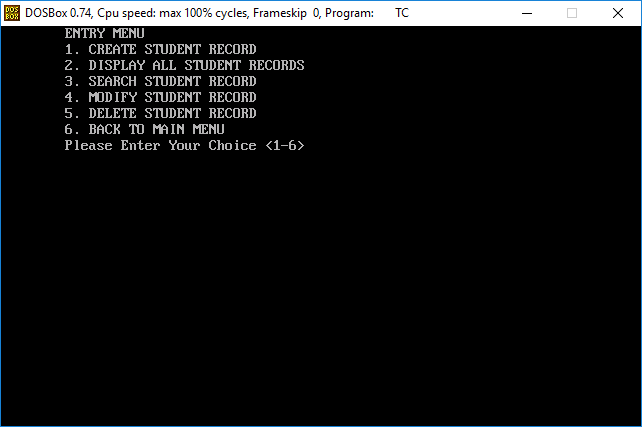 DOS BOX
DOSBox 0.74, Cpu speed: max 100% cycles, Frameskip 0, Program: TC
ENTRY MENU
1. CREATE STUDENT RECORD
2. DISPLAY ALL STUDENT RECORDS
3. SEARCH STUDENT RECORD
4. MODIFY STUDENT RECORD
5. DELETE STUDENT RECORD
6. BACK TO MAIN MENU
Please Enter Your Choice <1-6>